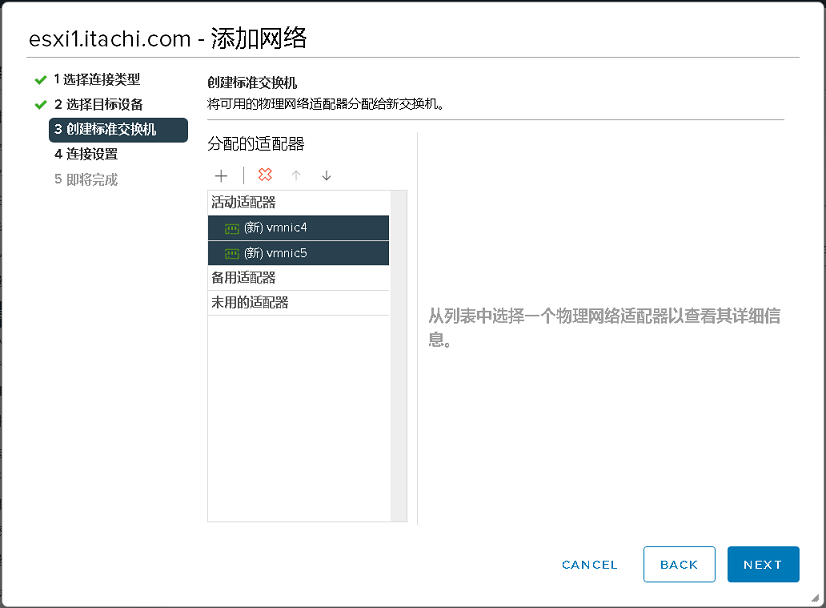 esxi1.itachi.com - 添加网络
1 选择连接类型
2 选择目标设备
3 创建标准交换机
4 连接设置
5 即将完成
创建标准交换机
将可用的物理网络适配器分配给新交换机。
分配的适配器
活动适配器
(新) vmnic4
(新) vmnic5
备用适配器
未用的适配器
从列表中选择一个物理网络适配器以查看其详细信
息。
CANCEL
BACK
NEXT